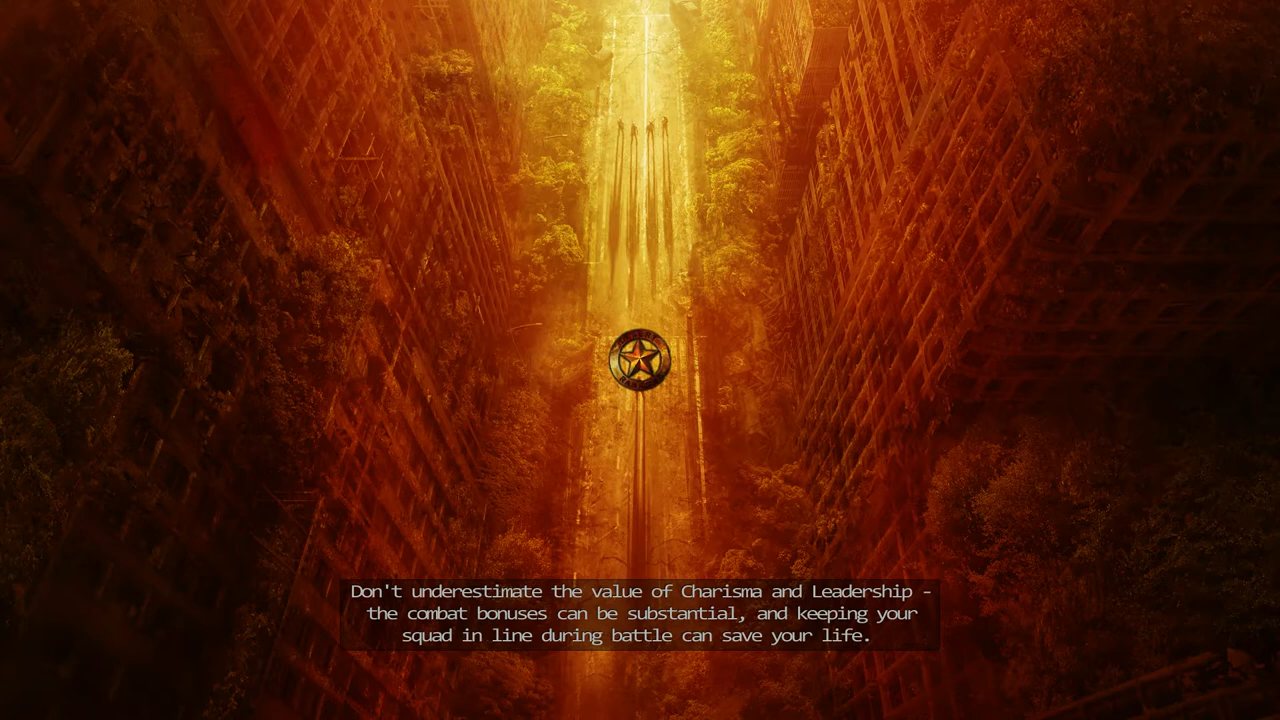 Don't underestimate the value of Charisma and Leadership -
the combat bonuses can be substantial, and keeping your
squad in line during battle can save your life.